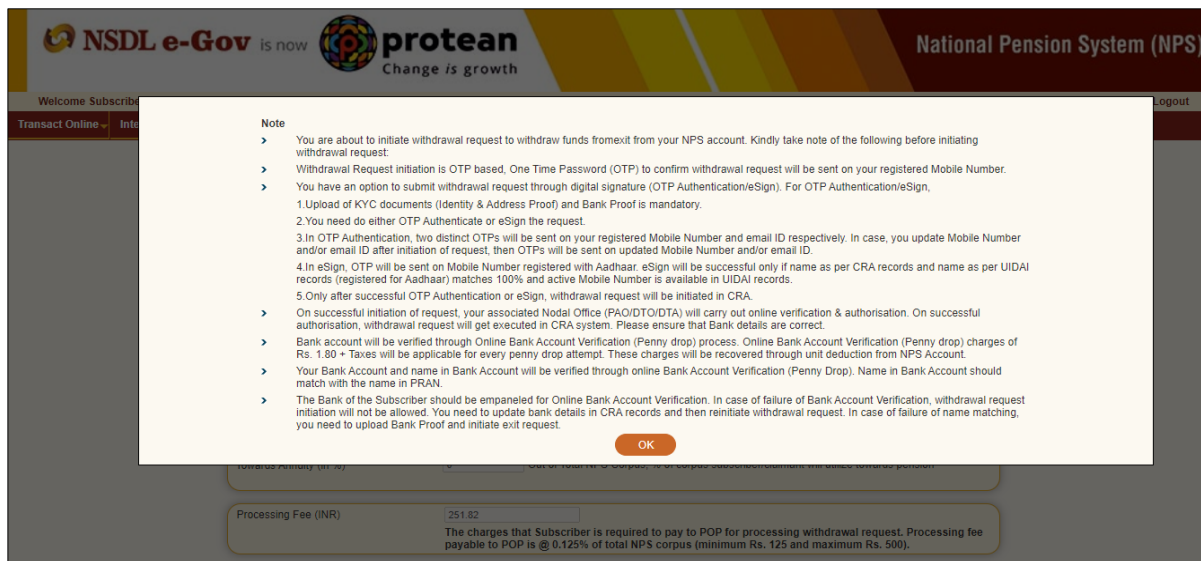 NSDL e-Gov is now protean
Change is growth
National Pension System (NPS)
Welcome Subscribe
Logout
Transact Online
Inte
Note
You are about to initiate withdrawal request to withdraw funds fromexit from your NPS account. Kindly take note of the following before initiating
withdrawal request:
Withdrawal Request initiation is OTP based, One Time Password (OTP) to confirm withdrawal request will be sent on your registered Mobile Number.
You have an option to submit withdrawal request through digital signature (OTP Authentication/eSign). For OTP Authentication/eSign,
1.Upload of KYC documents (Identity & Address Proof) and Bank Proof is mandatory.
2.You need do either OTP Authenticate or eSign the request.
3.In OTP Authentication, two distinct OTPs will be sent on your registered Mobile Number and email ID respectively. In case, you update Mobile Number
and/or email ID after initiation of request, then OTPs will be sent on updated Mobile Number and/or email ID.
4.In eSign, OTP will be sent on Mobile Number registered with Aadhaar. eSign will be successful only if name as per CRA records and name as per UIDAI
records (registered for Aadhaar) matches 100% and active Mobile Number is available in UIDAI records.
5.Only after successful OTP Authentication or eSign, withdrawal request will be initiated in CRA.
On successful initiation of request, your associated Nodal Office (PAO/DTO/DTA) will carry out online verification & authorisation. On successful
authorisation, withdrawal request will get executed in CRA system. Please ensure that Bank details are correct.
Bank account will be verified through Online Bank Account Verification (Penny drop) process. Online Bank Account Verification (Penny drop) charges of
Rs. 1.80 + Taxes will be applicable for every penny drop attempt. These charges will be recovered through unit deduction from NPS Account.
Your Bank Account and name in Bank Account will be verified through online Bank Account Verification (Penny Drop). Name in Bank Account should
match with the name in PRAN.
The Bank of the Subscriber should be empaneled for Online Bank Account Verification. In case of failure of Bank Account Verification, withdrawal request
initiation will not be allowed. You need to update bank details in CRA records and then reinitiate withdrawal request. In case of failure of name matching,
you need to upload Bank Proof and initiate exit request.
OK
Towards Annuity (in %) Out of Total NPS Corpus, % of corpus subscriber/claimant will utilize towards pension
Processing Fee (INR) 251.82
The charges that Subscriber is required to pay to POP for processing withdrawal request. Processing fee
payable to POP is @ 0.125% of total NPS corpus (minimum Rs. 125 and maximum Rs. 500).